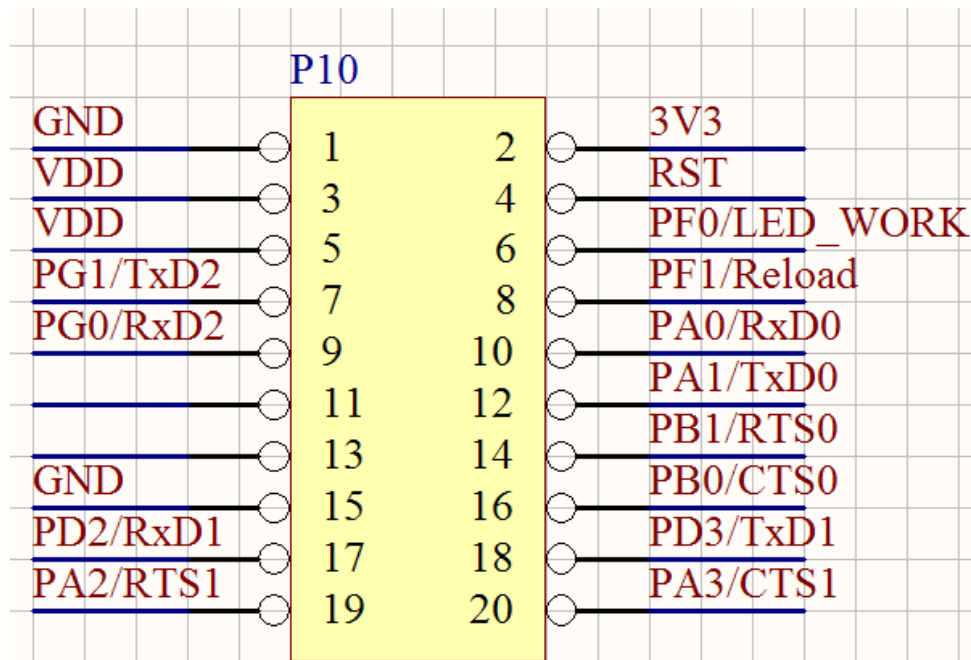 P10
GND 1 2 3V3
VDD 3 4 RST
VDD 5 6 PF0/LED_WORK
PG1/TxD2 7 8 PF1/Reload
PG0/RxD2 9 10 PA0/RxD0
11 12 PA1/TxD0
13 14 PB1/RTS0
GND 15 16 PB0/CTS0
PD2/RxD1 17 18 PD3/TxD1
PA2/RTS1 19 20 PA3/CTS1